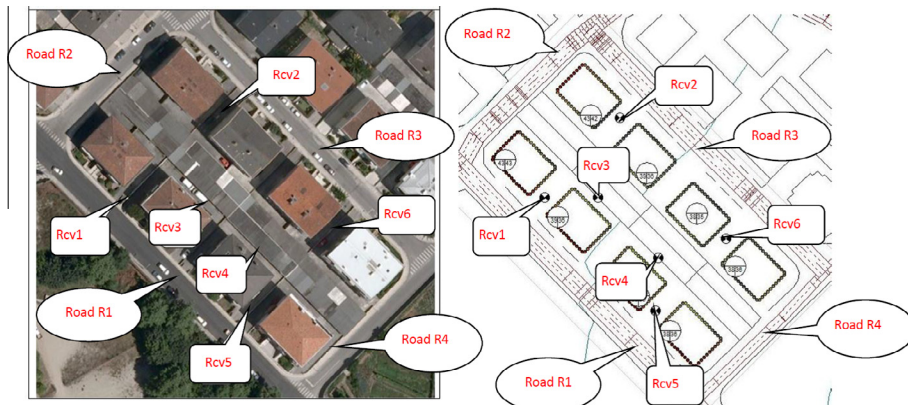 Road R2
Rcv2
Road R3
Rcv1
Rcv3
Rcv6
Rcv4
Road R1
Rcv5
Road R4
Road R2
Rcv2
Road R3
Rcv3
Rcv1
Rcv6
Rcv4
Road R4
Road R1
Rcv5